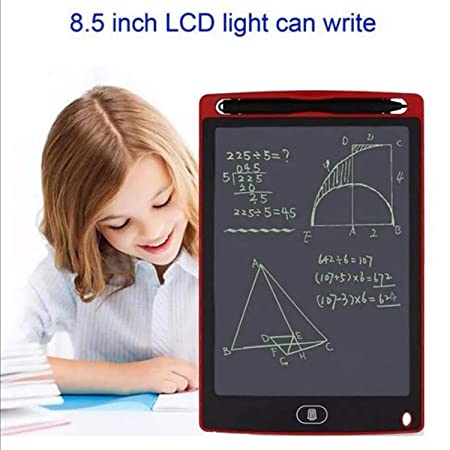 8.5 inch LCD light can write
225÷5=?
045
5 225
20
25
225÷5=45
D 2 C
4
E A 2 B
642÷6=107
(107+5)×6=672
(107-3)×6=624
A
D E
B F C
G H